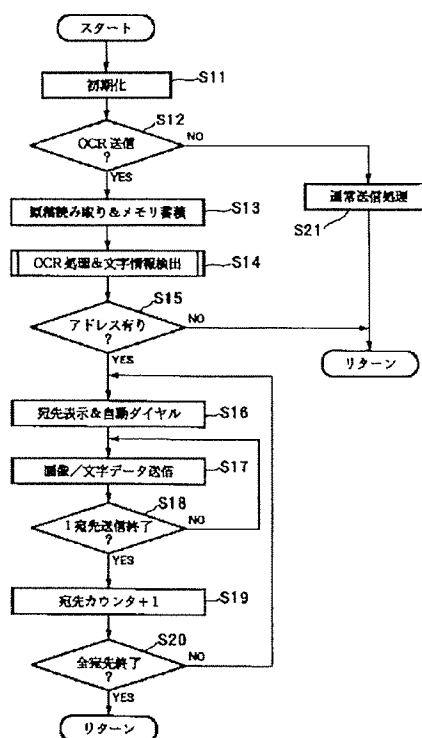 スタート
初期化
S11
OCR送信
?
S12
NO
YES
原稿読み取り&メモリ蓄積
S13
通常送信処理
S21
OCR処理&文字情報検出
S14
アドレス有り
?
S15
NO
YES
リターン
宛先表示&自動ダイヤル
S16
画像/文字データ送信
S17
1宛先送信終了
?
S18
NO
YES
宛先カウンタ+1
S19
全宛先終了
?
S20
NO
YES
リターン